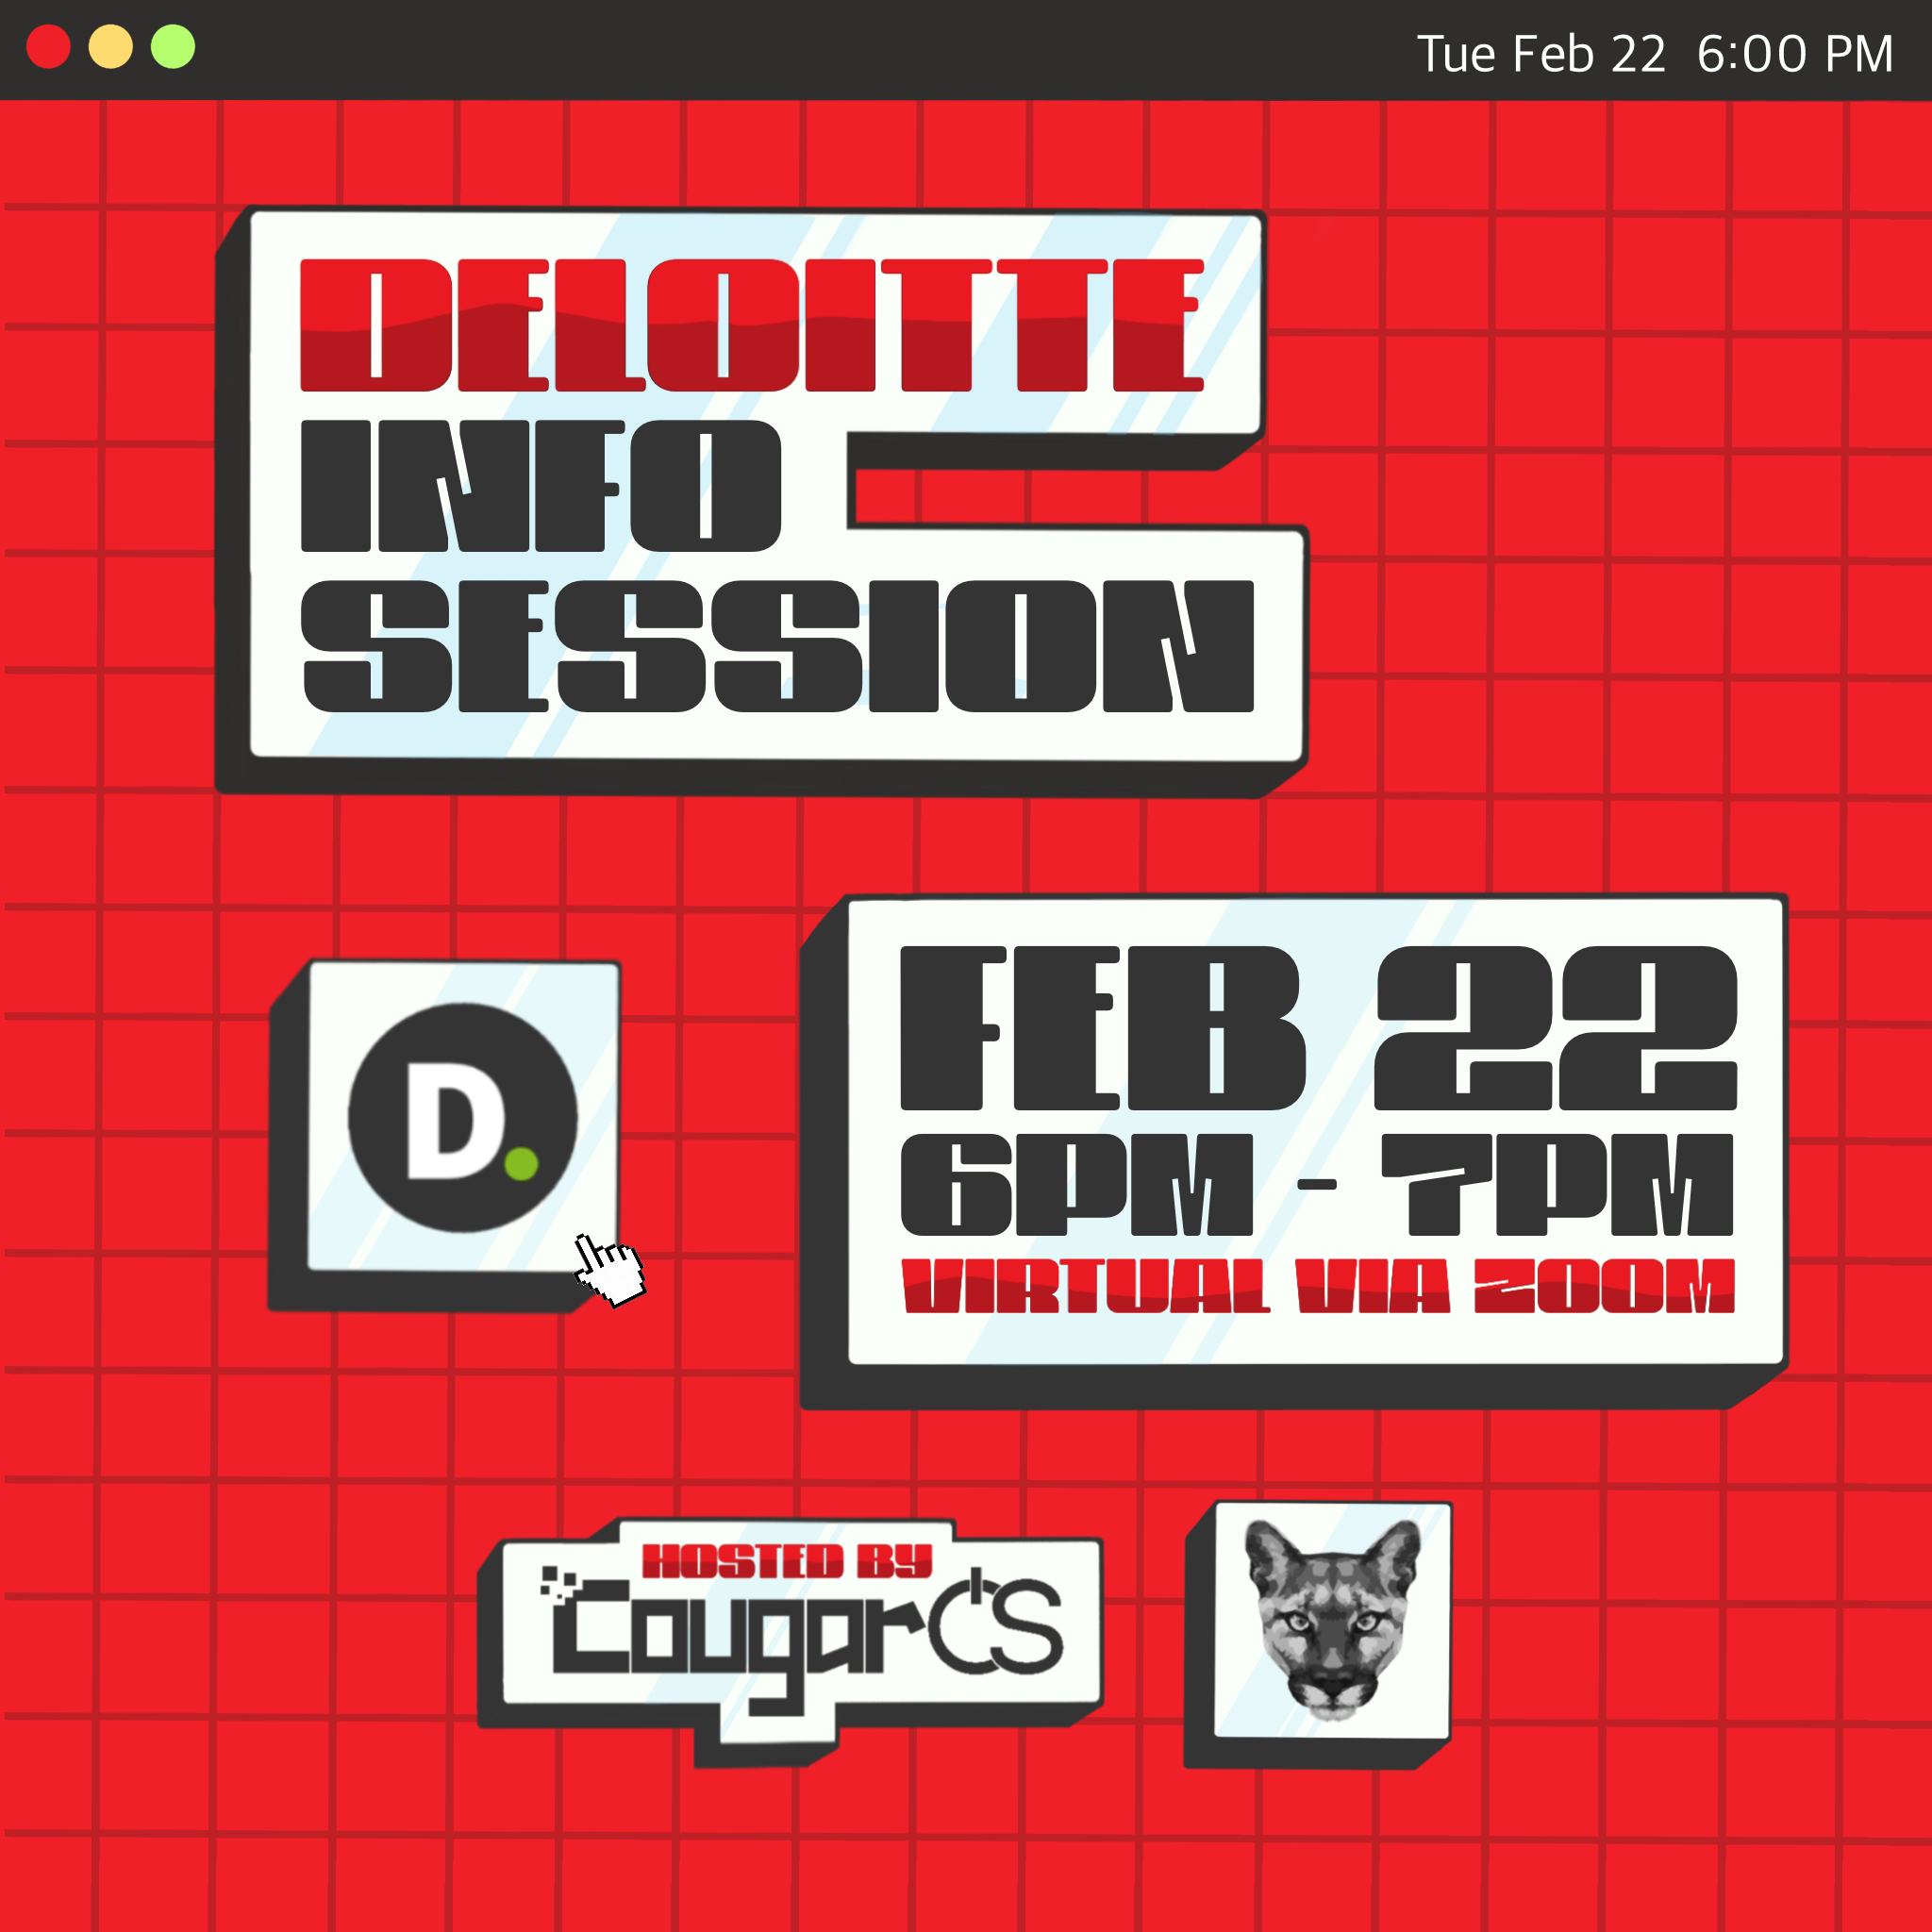 Tue Feb 22 6:00 PM
DELOITTE
INFO
SESSION
D.
FEB 22
6PM - 7PM
VIRTUAL VIA ZOOM
HOSTED BY
CougarCS